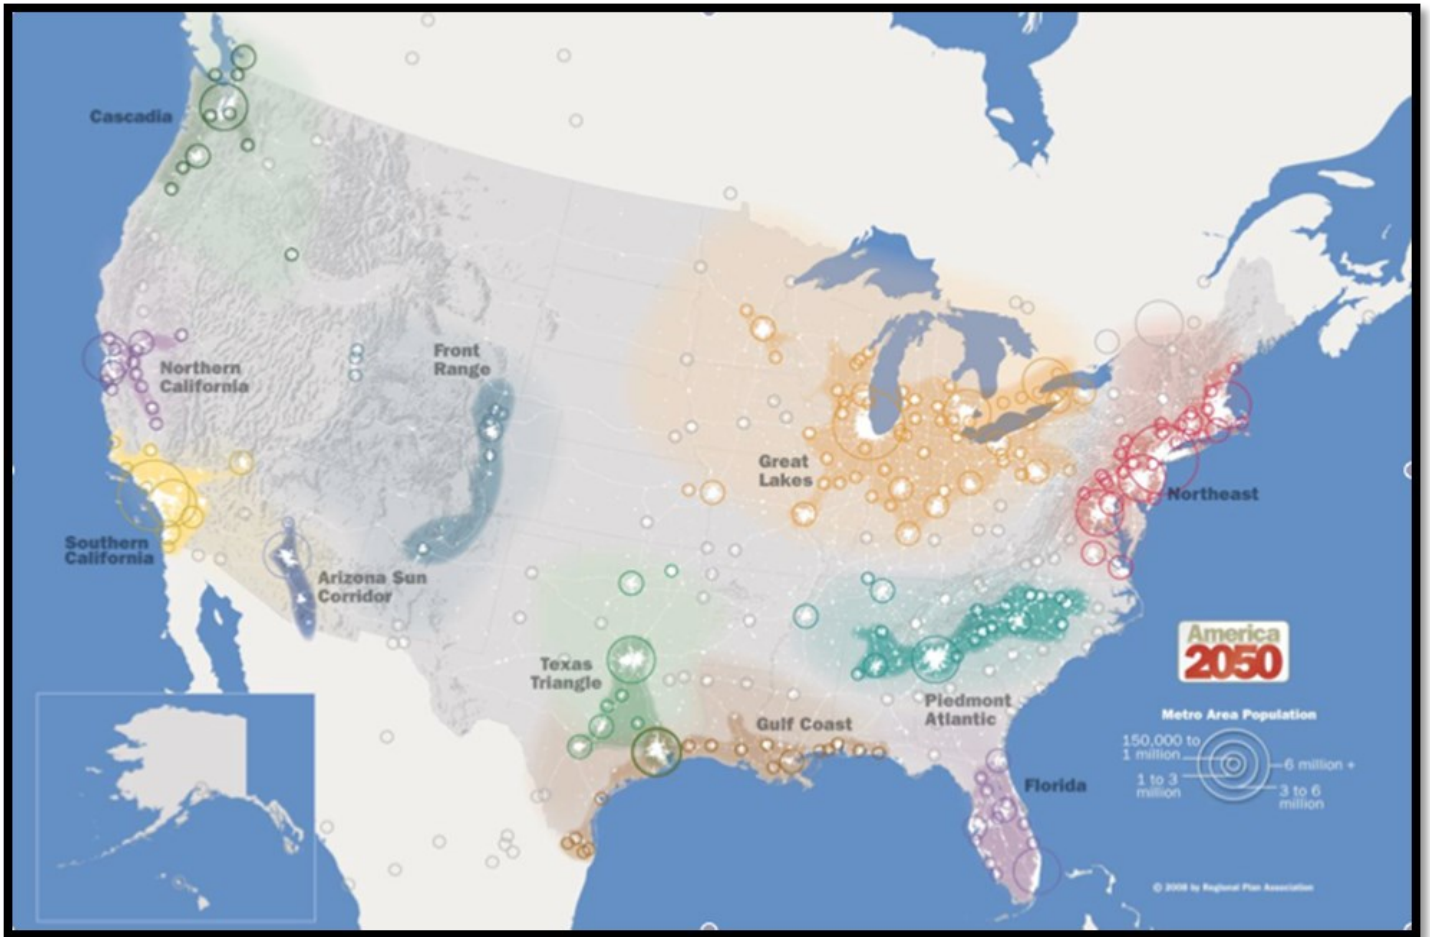 Cascadia
Northern
California
Southern
California
Front
Range
Arizona Sun
Corridor
Great
Lakes
Northeast
Texas
Triangle
Gulf Coast
Piedmont
Atlantic
Florida
America
2050
Metro Area Population
150,000 to
1 million
1 to 3
million
6 million +
3 to 6
million
© 2008 by Regional Plan Association